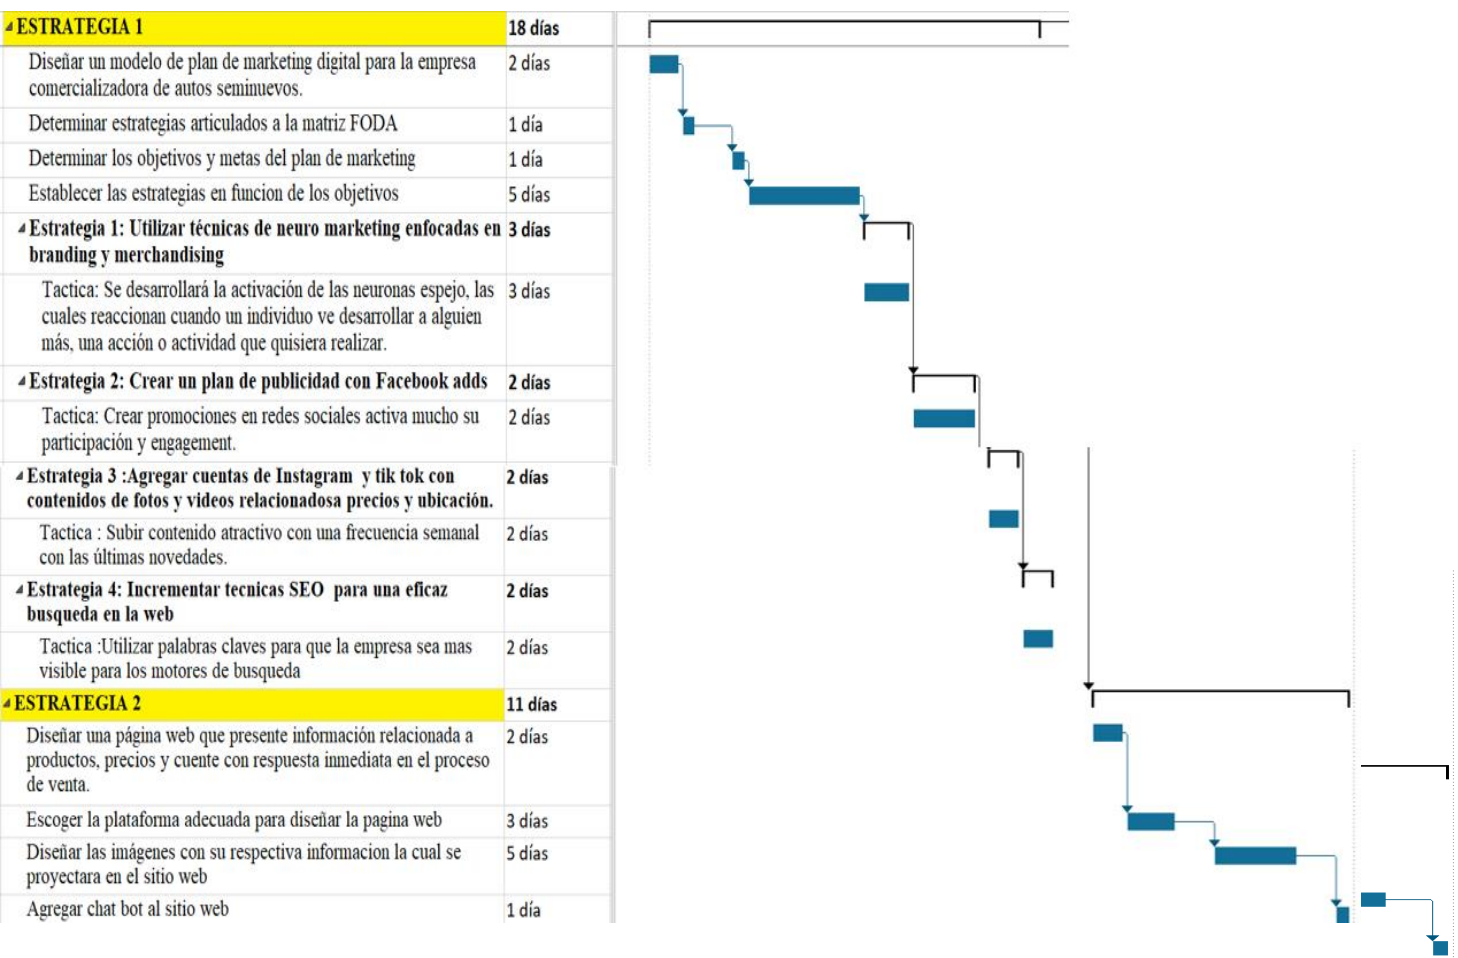 ESTRATEGIA 1 18 días
Diseñar un modelo de plan de marketing digital para la empresa 2 días
comercializadora de autos seminuevos.
Determinar estrategias articulados a la matriz FODA 1 día
Determinar los objetivos y metas del plan de marketing 1 día
Establecer las estrategias en funcion de los objetivos 5 días
Estrategia 1: Utilizar técnicas de neuro marketing enfocadas en 3 días
branding y merchandising
Tactica: Se desarrollará la activación de las neuronas espejo, las 3 días
cuales reaccionan cuando un individuo ve desarrollar a alguien
más, una acción o actividad que quisiera realizar.
Estrategia 2: Crear un plan de publicidad con Facebook adds 2 días
Tactica: Crear promociones en redes sociales activa mucho su 2 días
participación y engagement.
Estrategia 3 :Agregar cuentas de Instagram y tik tok con 2 días
contenidos de fotos y videos relacionadosa precios y ubicación.
Tactica : Subir contenido atractivo con una frecuencia semanal 2 días
con las últimas novedades.
Estrategia 4: Incrementar tecnicas SEO para una eficaz 2 días
busqueda en la web
Tactica :Utilizar palabras claves para que la empresa sea mas 2 días
visible para los motores de busqueda
ESTRATEGIA 2 11 días
Diseñar una página web que presente información relacionada a 2 días
productos, precios y cuente con respuesta inmediata en el proceso
de venta.
Escoger la plataforma adecuada para diseñar la pagina web 3 días
Diseñar las imágenes con su respectiva informacion la cual se 5 días
proyectara en el sitio web
Agregar chat bot al sitio web 1 día